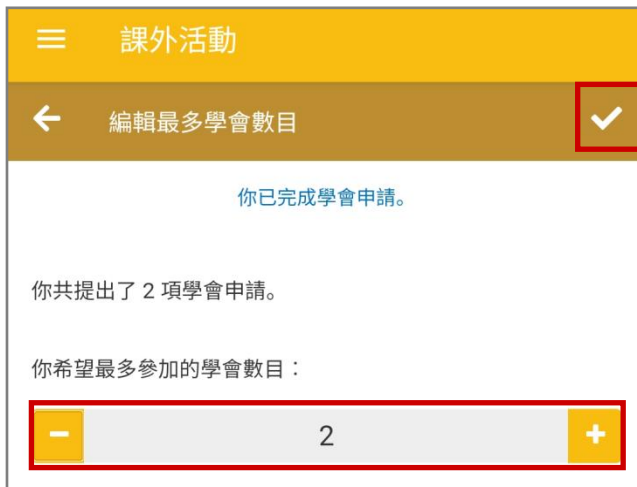 課外活動
編輯最多學會數目
你已完成學會申請。
你共提出了 2 項學會申請。
你希望最多參加的學會數目：
2